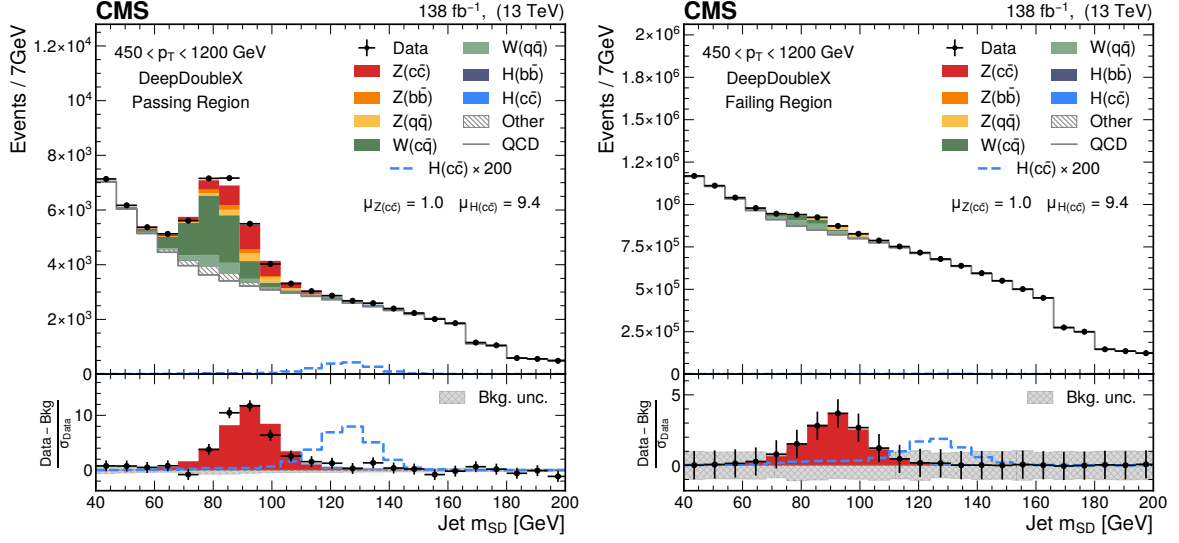 CMS 138 fb⁻¹, (13 TeV)
Events / 7GeV
1.2×10⁴
10⁴
8×10³
6×10³
4×10³
2×10³
0
450 < p_T < 1200 GeV
DeepDoubleX
Passing Region
Data
Z(cc̄)
Z(bb̄)
Z(qq̄)
W(cq̄)
W(qq̄)
H(bb̄)
H(cc̄)
Other
QCD
H(cc̄) × 200
μ_Z(cc̄) = 1.0 μ_H(cc̄) = 9.4
Data − Bkg
σ_Data
10
0
Bkg. unc.
40 60 80 100 120 140 160 180 200
Jet m_SD [GeV]
CMS 138 fb⁻¹, (13 TeV)
Events / 7GeV
2×10⁶
1.8×10⁶
1.5×10⁶
1.2×10⁶
10⁶
7.5×10⁵
5×10⁵
2.5×10⁵
0
450 < p_T < 1200 GeV
DeepDoubleX
Failing Region
Data
Z(cc̄)
Z(bb̄)
Z(qq̄)
W(cq̄)
W(qq̄)
H(bb̄)
H(cc̄)
Other
QCD
H(cc̄) × 200
μ_Z(cc̄) = 1.0 μ_H(cc̄) = 9.4
Data − Bkg
σ_Data
5
0
Bkg. unc.
40 60 80 100 120 140 160 180 200
Jet m_SD [GeV]